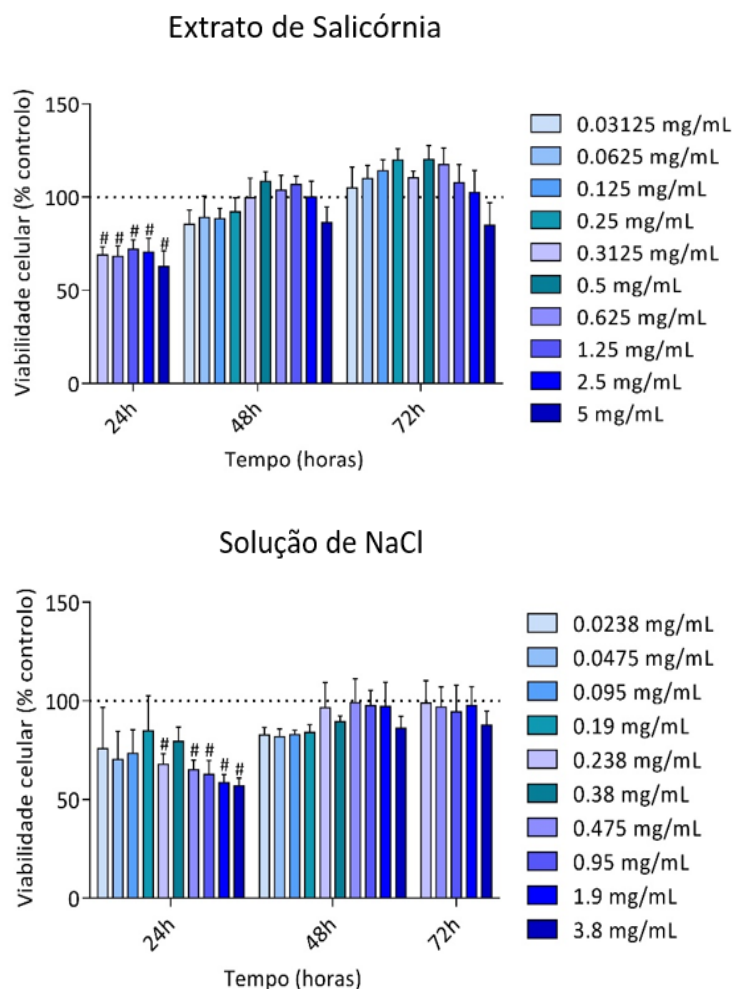 Extrato de Salicórnia
Viabilidade celular (% controlo)
150
100
50
0
# # # # #
24h
48h
72h
Tempo (horas)
0.03125 mg/mL
0.0625 mg/mL
0.125 mg/mL
0.25 mg/mL
0.3125 mg/mL
0.5 mg/mL
0.625 mg/mL
1.25 mg/mL
2.5 mg/mL
5 mg/mL
Solução de NaCl
Viabilidade celular (% controlo)
150
100
50
0
# # # # #
24h
48h
72h
Tempo (horas)
0.0238 mg/mL
0.0475 mg/mL
0.095 mg/mL
0.19 mg/mL
0.238 mg/mL
0.38 mg/mL
0.475 mg/mL
0.95 mg/mL
1.9 mg/mL
3.8 mg/mL